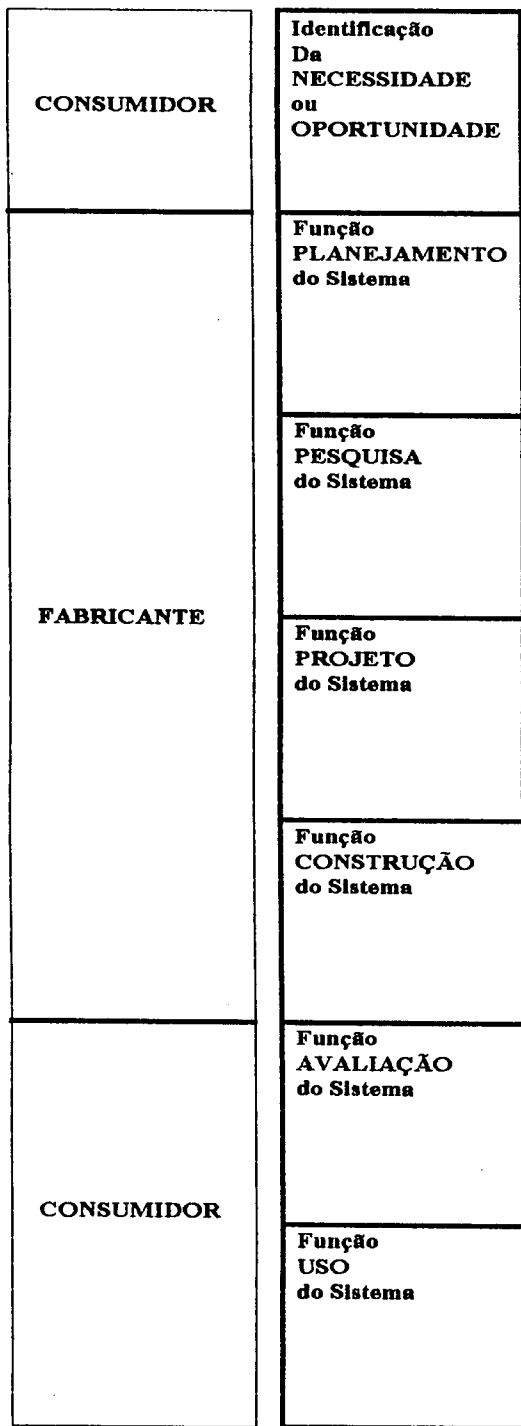 CONSUMIDOR
Identificação
Da
NECESSIDADE
ou
OPORTUNIDADE
FABRICANTE
Função
PLANEJAMENTO
do Sistema
Função
PESQUISA
do Sistema
Função
PROJETO
do Sistema
Função
CONSTRUÇÃO
do Sistema
CONSUMIDOR
Função
AVALIAÇÃO
do Sistema
Função
USO
do Sistema